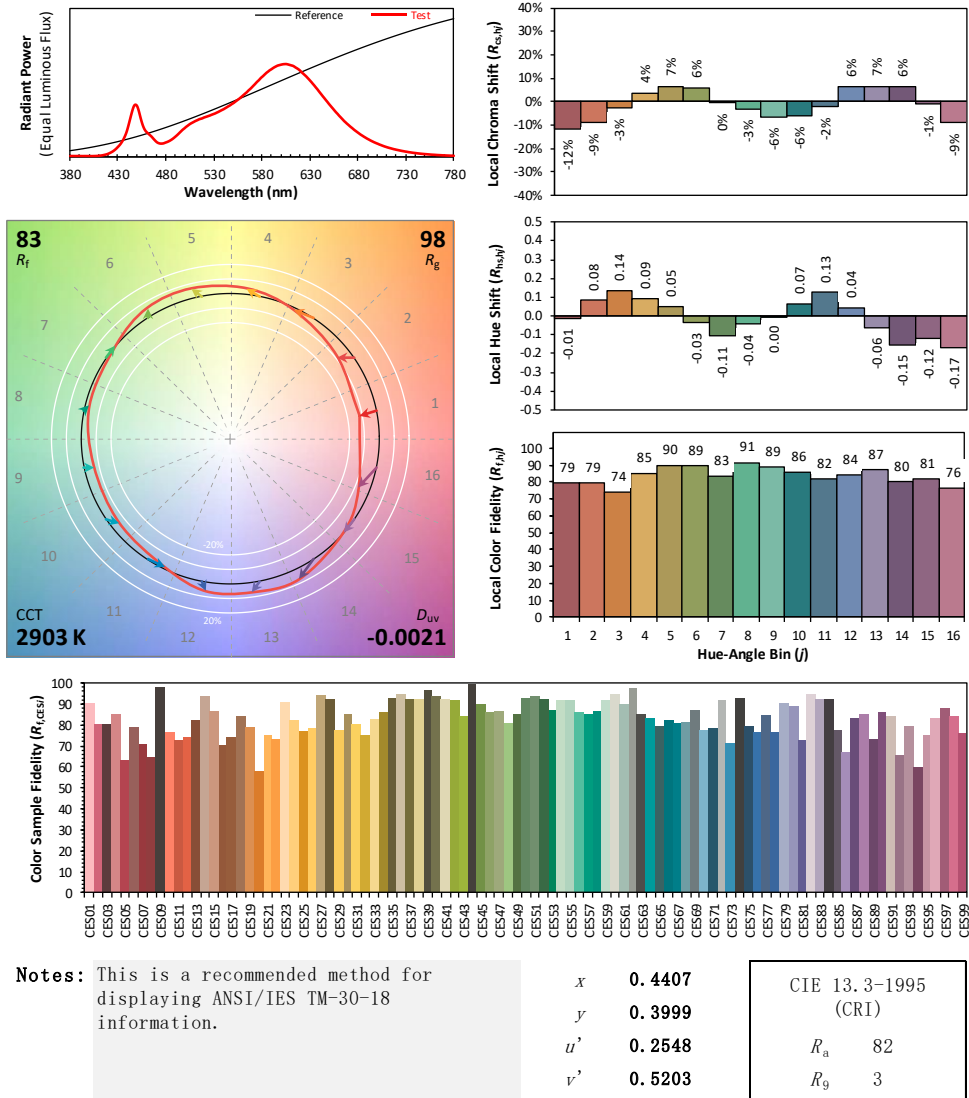 Reference
Test
Radiant Power
(Equal Luminous Flux)
380 430 480 530 580 630 680 730 780
Wavelength (nm)
Local Chroma Shift (Rcs,hj)
40%
30%
20%
10%
0%
-10%
-20%
-30%
-40%
-12% -9% -3% 4% 7% 6% 0% -3% -6% -6% -2% 6% 7% 6% -1% -9%
83
Rf
98
Rg
1 2 3 4 5 6 7 8 9 10 11 12 13 14 15 16
-20%
20%
CCT
2903 K
Duv
-0.0021
Local Hue Shift (Rhs,hj)
0.5
0.4
0.3
0.2
0.1
0.0
-0.1
-0.2
-0.3
-0.4
-0.5
-0.01 0.08 0.14 0.09 0.05 -0.03 -0.11 -0.04 0.00 0.07 0.13 0.04 -0.06 -0.15 -0.12 -0.17
Local Color Fidelity (Rf,hj)
100
90
80
70
60
50
40
30
20
10
0
79 79 74 85 90 89 83 91 89 86 82 84 87 80 81 76
1 2 3 4 5 6 7 8 9 10 11 12 13 14 15 16
Hue-Angle Bin (j)
Color Sample Fidelity (Rf,CESi)
100
90
80
70
60
50
40
30
20
10
0
CES01 CES03 CES05 CES07 CES09 CES11 CES13 CES15 CES17 CES19 CES21 CES23 CES25 CES27 CES29 CES31 CES33 CES35 CES37 CES39 CES41 CES43 CES45 CES47 CES49 CES51 CES53 CES55 CES57 CES59 CES61 CES63 CES65 CES67 CES69 CES71 CES73 CES75 CES77 CES79 CES81 CES83 CES85 CES87 CES89 CES91 CES93 CES95 CES97 CES99
Notes: This is a recommended method for
displaying ANSI/IES TM-30-18
information.
x 0.4407
y 0.3999
u' 0.2548
v' 0.5203
CIE 13.3-1995
(CRI)
Ra 82
R9 3